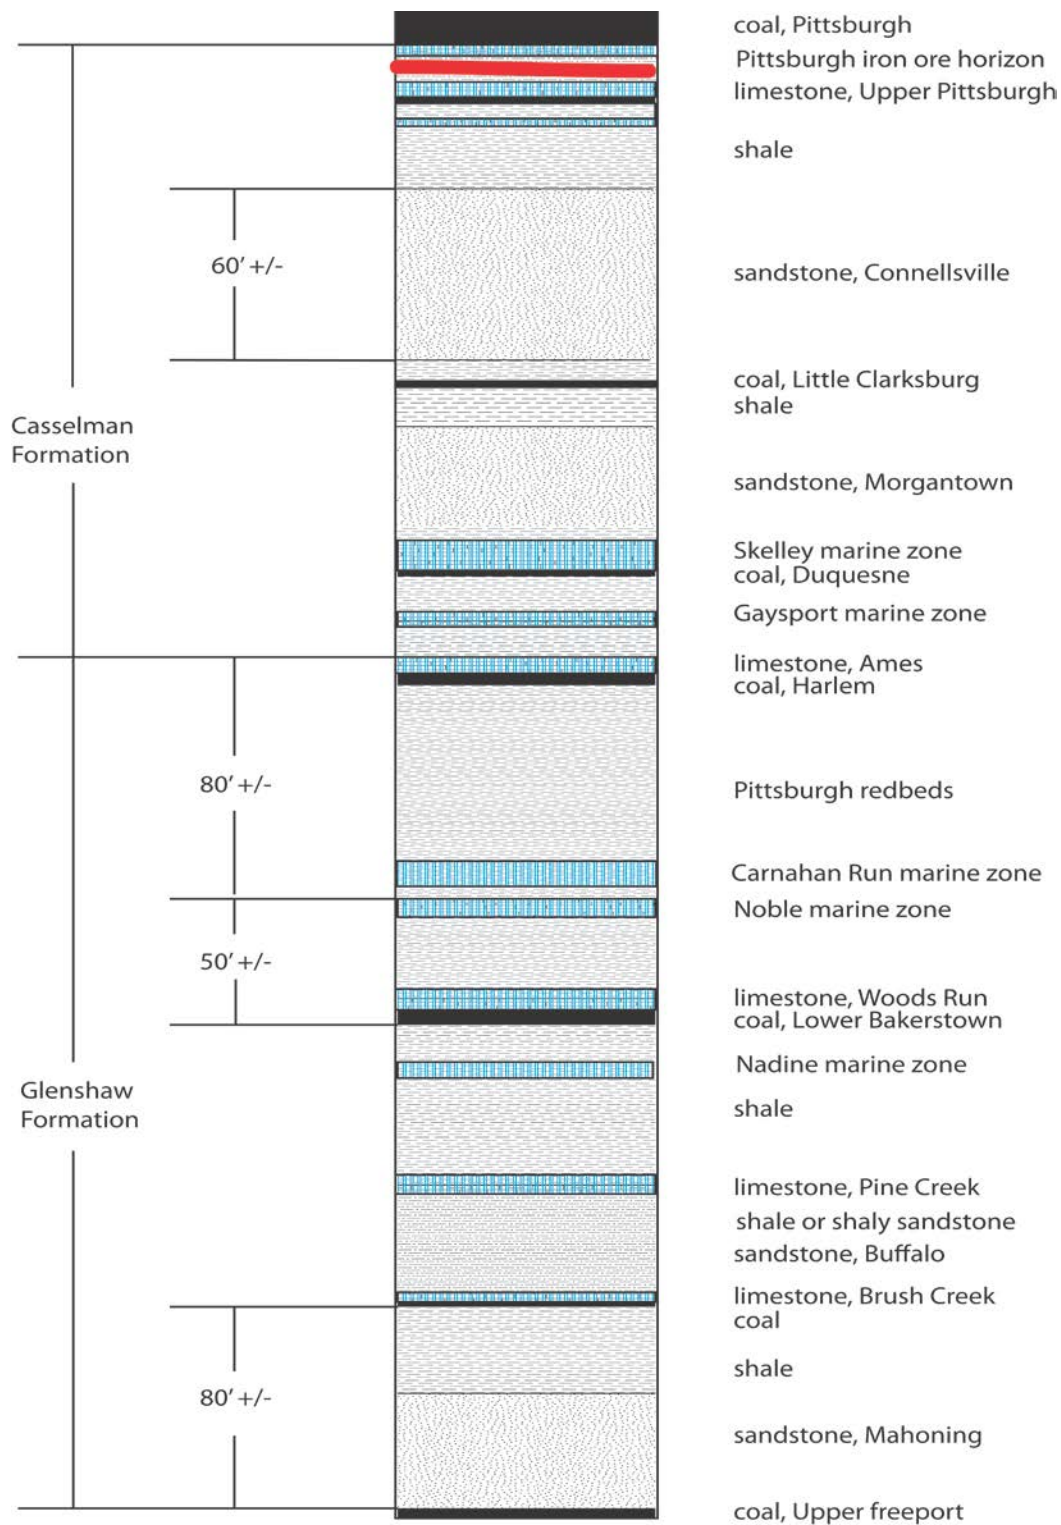 coal, Pittsburgh
Pittsburgh iron ore horizon
limestone, Upper Pittsburgh
shale
60' +/-
sandstone, Connellsville
coal, Little Clarksburg
shale
Casselman
Formation
sandstone, Morgantown
Skelley marine zone
coal, Duquesne
Gaysport marine zone
limestone, Ames
coal, Harlem
80' +/-
Pittsburgh redbeds
Carnahan Run marine zone
Noble marine zone
50' +/-
limestone, Woods Run
coal, Lower Bakerstown
Nadine marine zone
Glenshaw
Formation
shale
limestone, Pine Creek
shale or shaly sandstone
sandstone, Buffalo
limestone, Brush Creek
coal
shale
80' +/-
sandstone, Mahoning
coal, Upper freeport